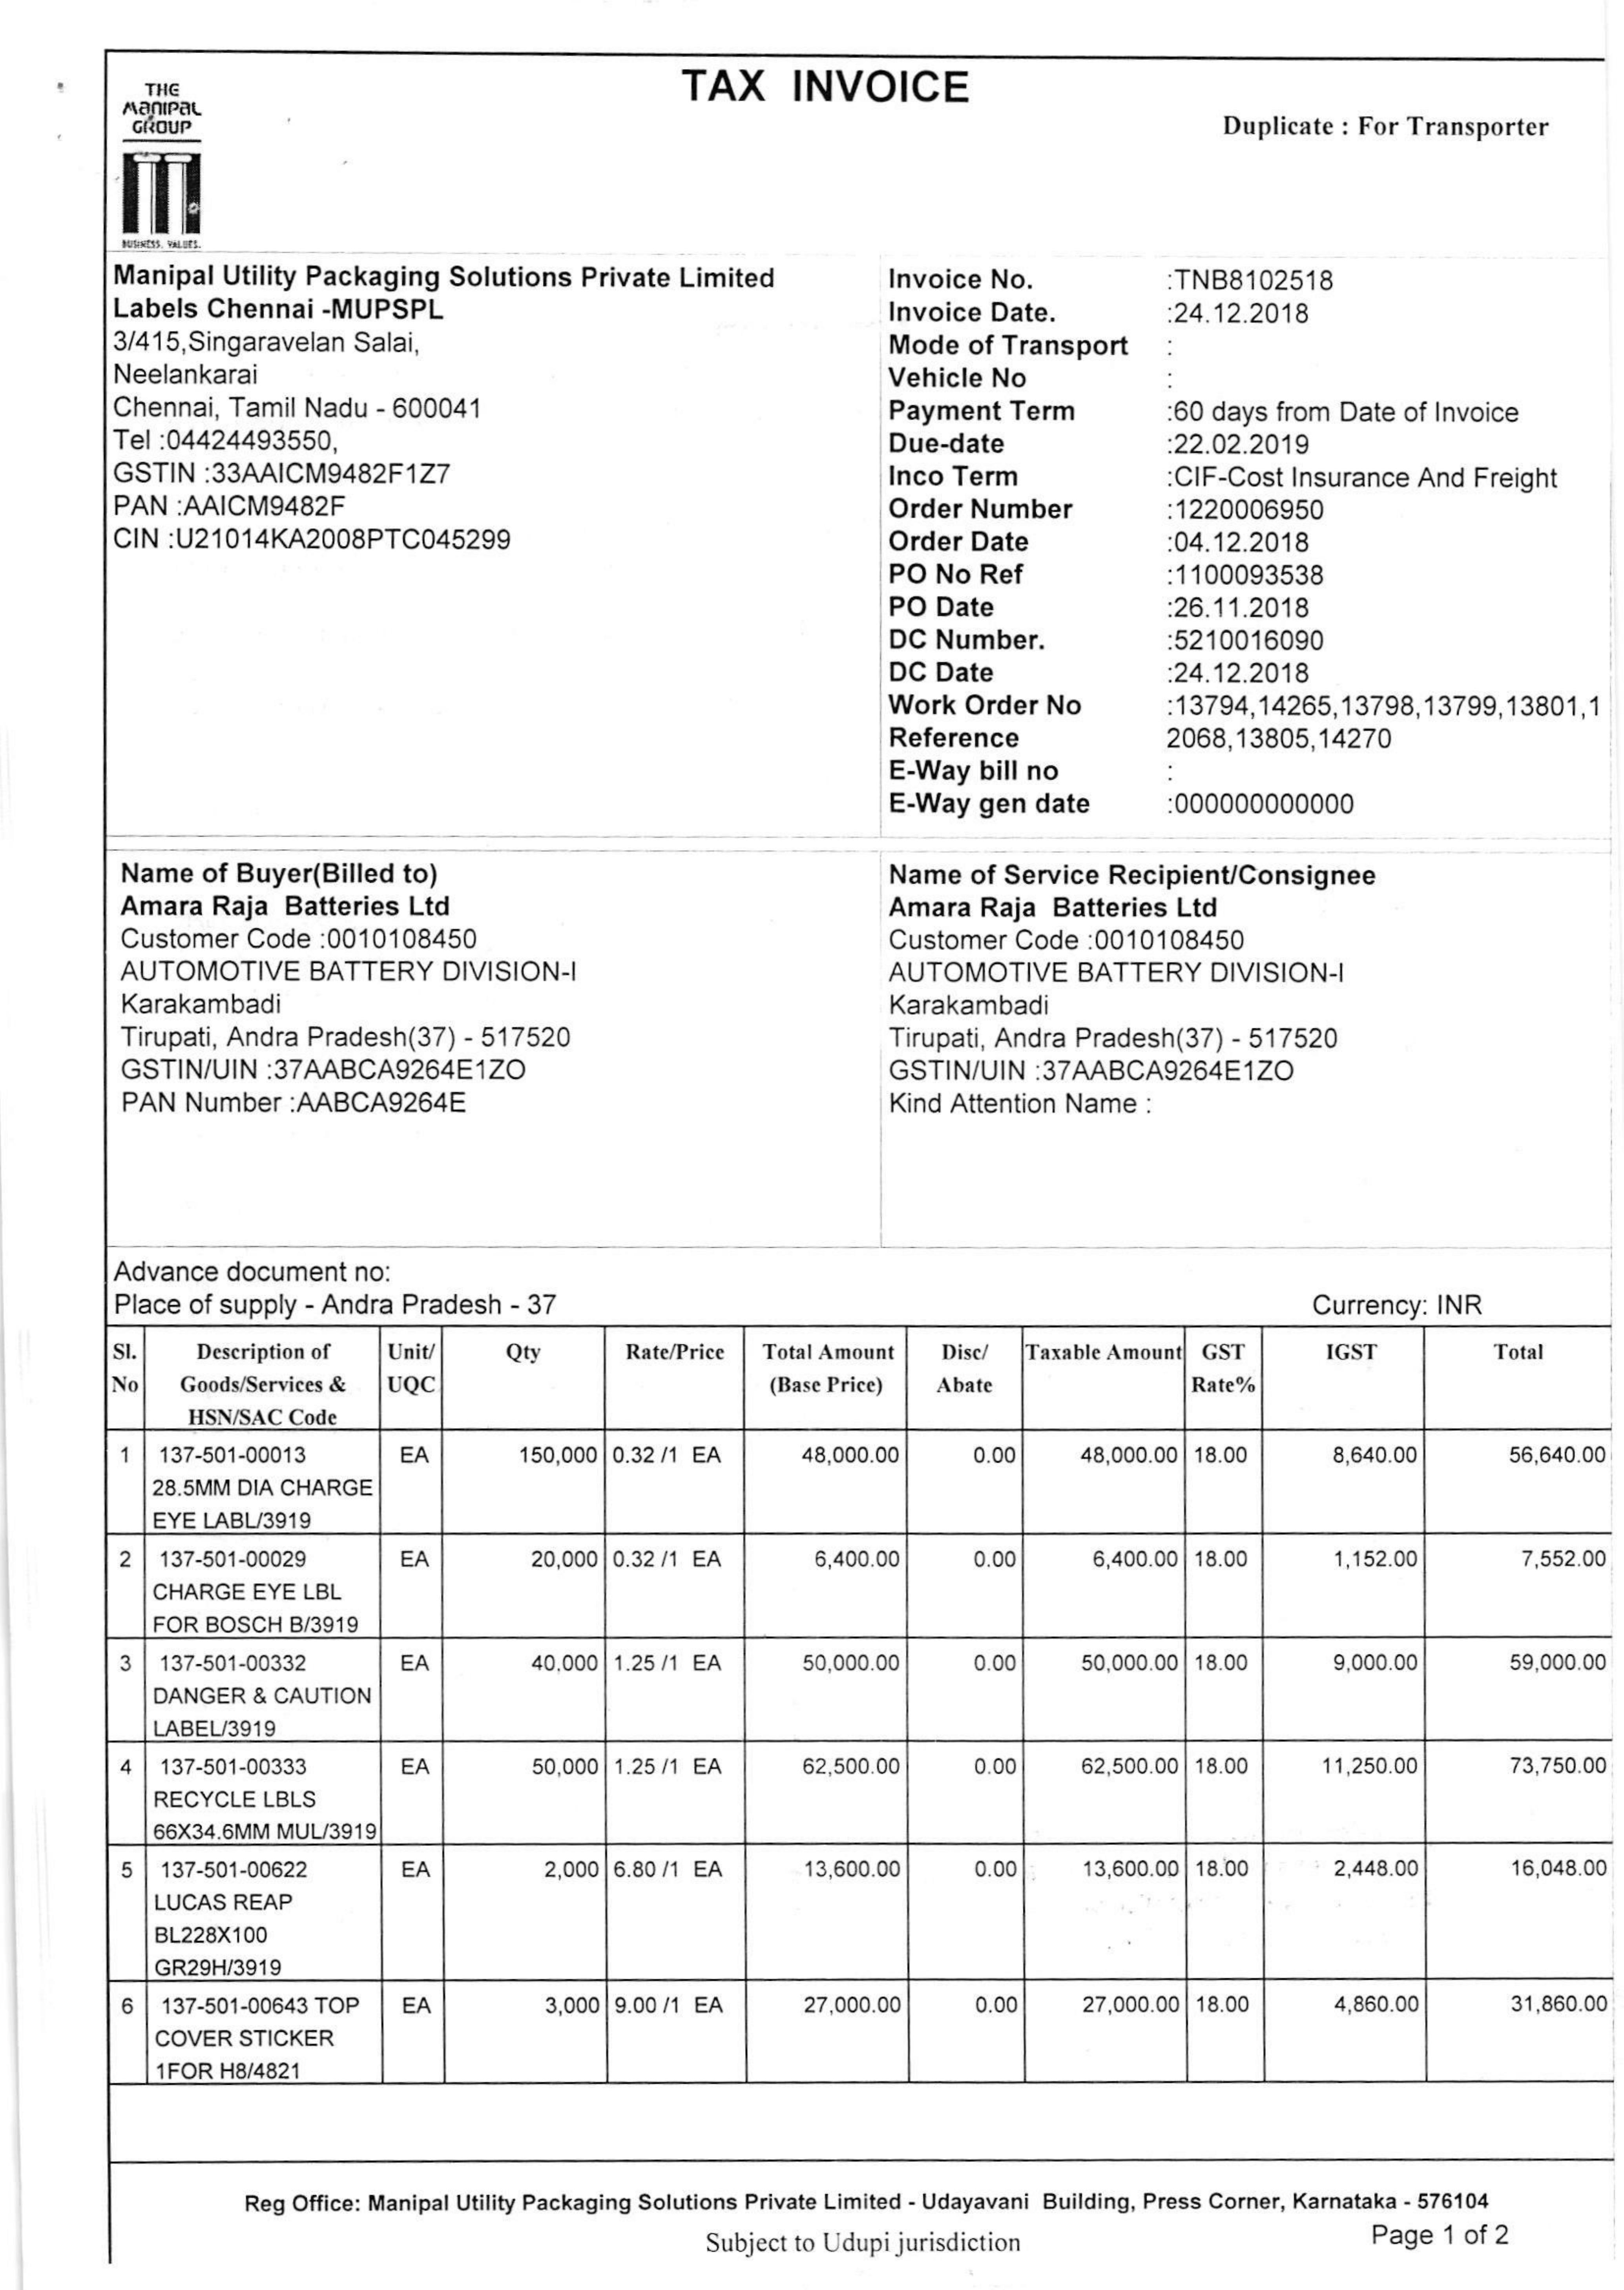 THE
MANIPAL
GROUP
BUSINESS. VALUES.
TAX INVOICE
Duplicate : For Transporter
Manipal Utility Packaging Solutions Private Limited
Labels Chennai -MUPSPL
3/415,Singaravelan Salai,
Neelankarai
Chennai, Tamil Nadu - 600041
Tel :04424493550,
GSTIN :33AAICM9482F1Z7
PAN :AAICM9482F
CIN :U21014KA2008PTC045299
Invoice No. :TNB8102518
Invoice Date. :24.12.2018
Mode of Transport :
Vehicle No :
Payment Term :60 days from Date of Invoice
Due-date :22.02.2019
Inco Term :CIF-Cost Insurance And Freight
Order Number :1220006950
Order Date :04.12.2018
PO No Ref :1100093538
PO Date :26.11.2018
DC Number. :5210016090
DC Date :24.12.2018
Work Order No :13794,14265,13798,13799,13801,1
Reference 2068,13805,14270
E-Way bill no :
E-Way gen date :000000000000
Name of Buyer(Billed to)
Amara Raja Batteries Ltd
Customer Code :0010108450
AUTOMOTIVE BATTERY DIVISION-I
Karakambadi
Tirupati, Andra Pradesh(37) - 517520
GSTIN/UIN :37AABCA9264E1ZO
PAN Number :AABCA9264E
Name of Service Recipient/Consignee
Amara Raja Batteries Ltd
Customer Code :0010108450
AUTOMOTIVE BATTERY DIVISION-I
Karakambadi
Tirupati, Andra Pradesh(37) - 517520
GSTIN/UIN :37AABCA9264E1ZO
Kind Attention Name :
Advance document no:
Place of supply - Andra Pradesh - 37 Currency: INR
Sl. Description of Unit/ Qty Rate/Price Total Amount Disc/ Taxable Amount GST IGST Total
No Goods/Services & UQC (Base Price) Abate Rate%
HSN/SAC Code
1 137-501-00013 EA 150,000 0.32 /1 EA 48,000.00 0.00 48,000.00 18.00 8,640.00 56,640.00
28.5MM DIA CHARGE
EYE LABL/3919
2 137-501-00029 EA 20,000 0.32 /1 EA 6,400.00 0.00 6,400.00 18.00 1,152.00 7,552.00
CHARGE EYE LBL
FOR BOSCH B/3919
3 137-501-00332 EA 40,000 1.25 /1 EA 50,000.00 0.00 50,000.00 18.00 9,000.00 59,000.00
DANGER & CAUTION
LABEL/3919
4 137-501-00333 EA 50,000 1.25 /1 EA 62,500.00 0.00 62,500.00 18.00 11,250.00 73,750.00
RECYCLE LBLS
66X34.6MM MUL/3919
5 137-501-00622 EA 2,000 6.80 /1 EA 13,600.00 0.00 13,600.00 18.00 2,448.00 16,048.00
LUCAS REAP
BL228X100
GR29H/3919
6 137-501-00643 TOP EA 3,000 9.00 /1 EA 27,000.00 0.00 27,000.00 18.00 4,860.00 31,860.00
COVER STICKER
1FOR H8/4821
Reg Office: Manipal Utility Packaging Solutions Private Limited - Udayavani Building, Press Corner, Karnataka - 576104
Subject to Udupi jurisdiction Page 1 of 2